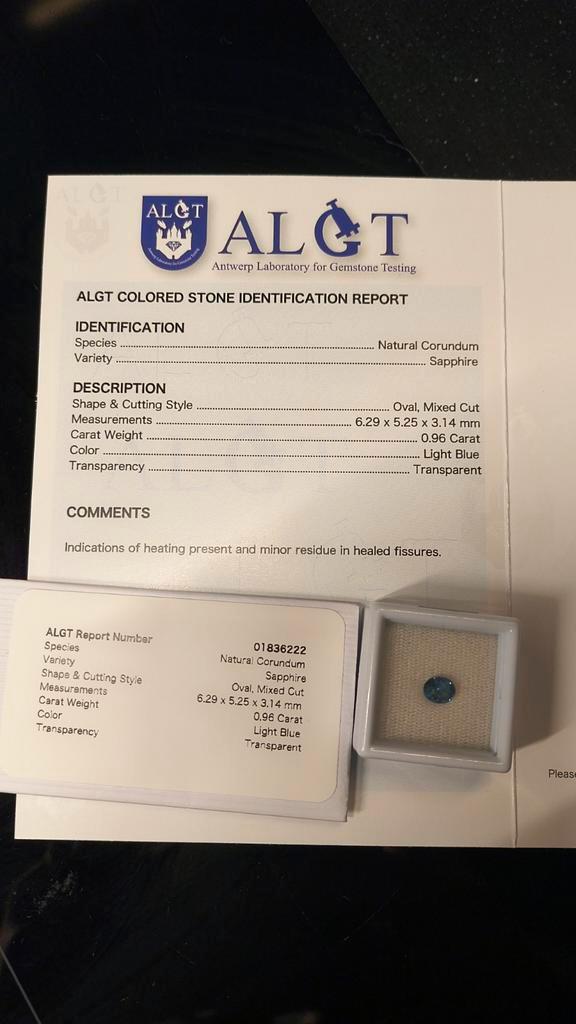 ALGT
ALGT
Antwerp Laboratory for Gemstone Testing
ALGT COLORED STONE IDENTIFICATION REPORT
IDENTIFICATION
Species ........ Natural Corundum
Variety ........ Sapphire
DESCRIPTION
Shape & Cutting Style ........ Oval, Mixed Cut
Measurements ........ 6.29 x 5.25 x 3.14 mm
Carat Weight ........ 0.96 Carat
Color ........ Light Blue
Transparency ........ Transparent
COMMENTS
Indications of heating present and minor residue in healed fissures.
ALGT Report Number 01836222
Species Natural Corundum
Variety Sapphire
Shape & Cutting Style Oval, Mixed Cut
Measurements 6.29 x 5.25 x 3.14 mm
Carat Weight 0.96 Carat
Color Light Blue
Transparency Transparent
Please